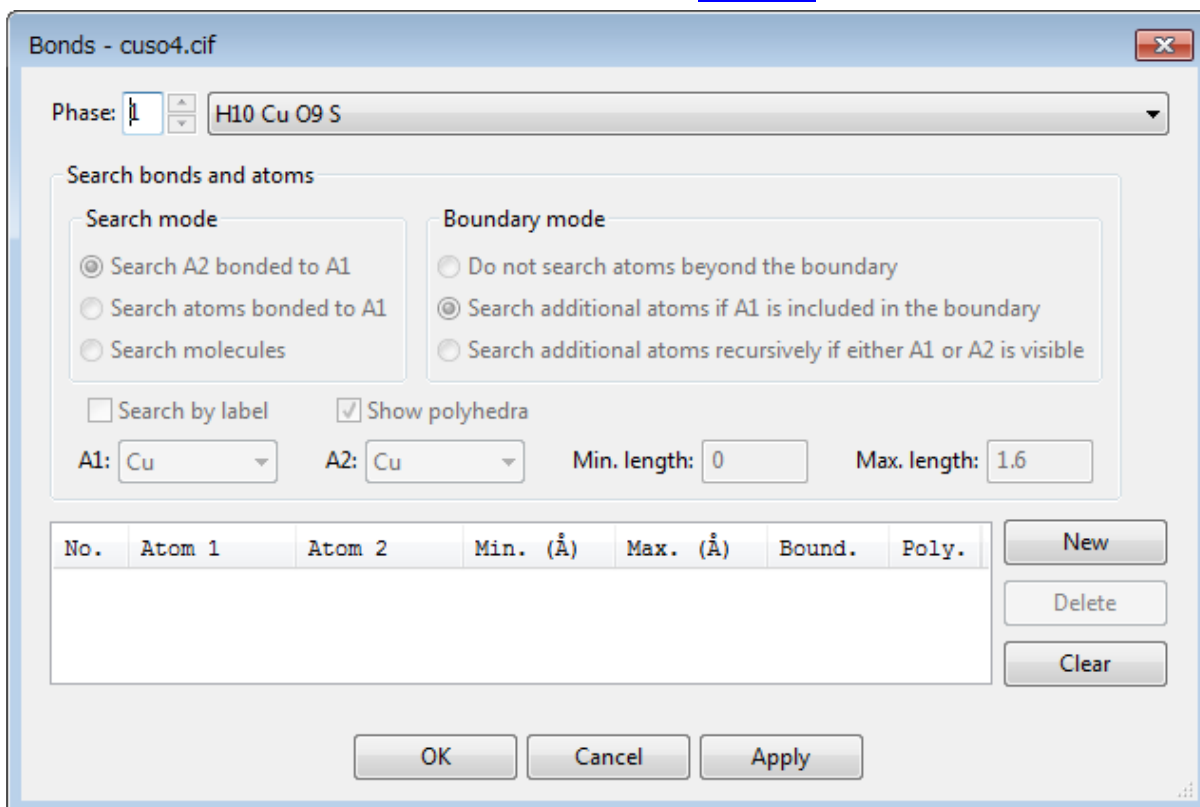 Bonds - cuso4.cif
Phase: 1 H10 Cu O9 S
Search bonds and atoms
Search mode
Search A2 bonded to A1
Search atoms bonded to A1
Search molecules
Boundary mode
Do not search atoms beyond the boundary
Search additional atoms if A1 is included in the boundary
Search additional atoms recursively if either A1 or A2 is visible
Search by label Show polyhedra
A1: Cu A2: Cu Min. length: 0 Max. length: 1.6
No. Atom 1 Atom 2 Min. (Å) Max. (Å) Bound. Poly.
New
Delete
Clear
OK Cancel Apply